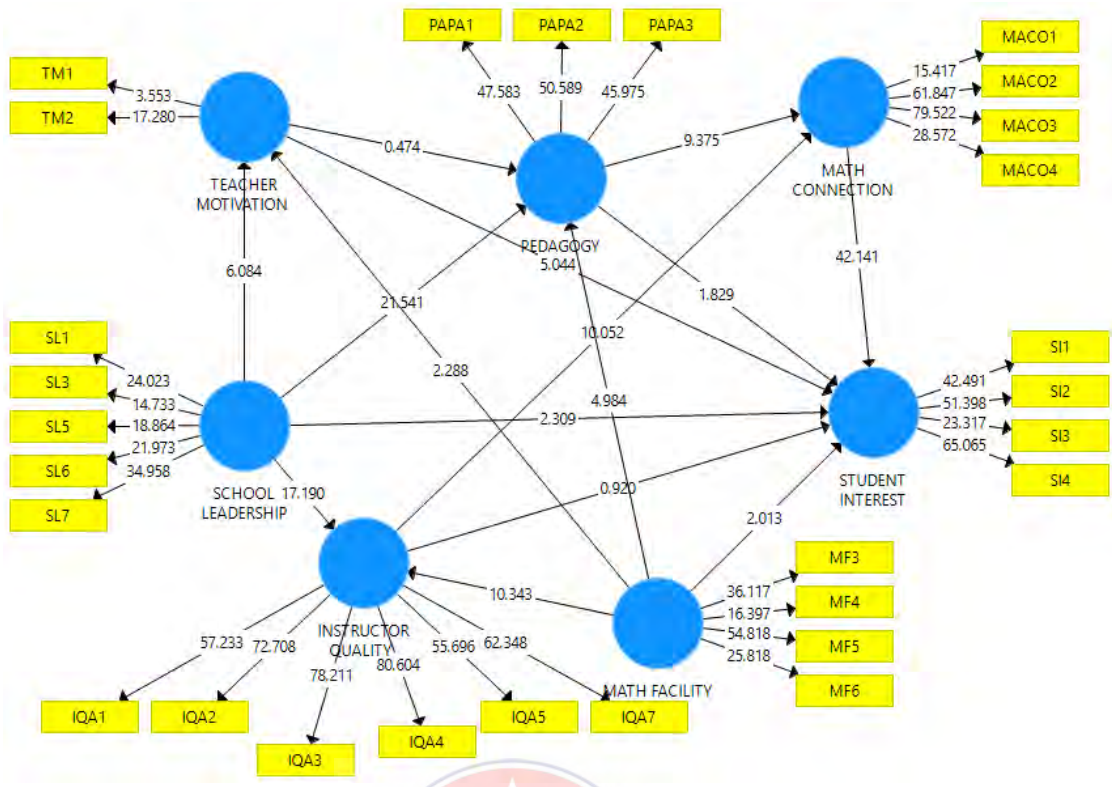 PAPA1
PAPA2
PAPA3
MACO1
TM1
3.553
47.583
50.589
45.975
15.417
MACO2
61.847
TM2
17.280
79.522
MACO3
28.572
0.474
9.375
MACO4
TEACHER
MOTIVATION
MATH
CONNECTION
PEDAGOGY
5.044
6.084
42.141
21.541
1.829
10.052
SL1
2.288
SI1
SL3
24.023
42.491
14.733
4.984
51.398
SI2
SL5
18.864
2.309
23.317
SI3
21.973
65.065
SL6
34.958
STUDENT
INTEREST
SI4
SCHOOL
LEADERSHIP
17.190
0.920
SL7
2.013
MF3
36.117
10.343
16.397
MF4
INSTRUCTOR
QUALITY
54.818
57.233
72.708
55.696
62.348
25.818
MF5
78.211
80.604
MATH FACILITY
MF6
IQA1
IQA2
IQA5
IQA7
IQA3
IQA4